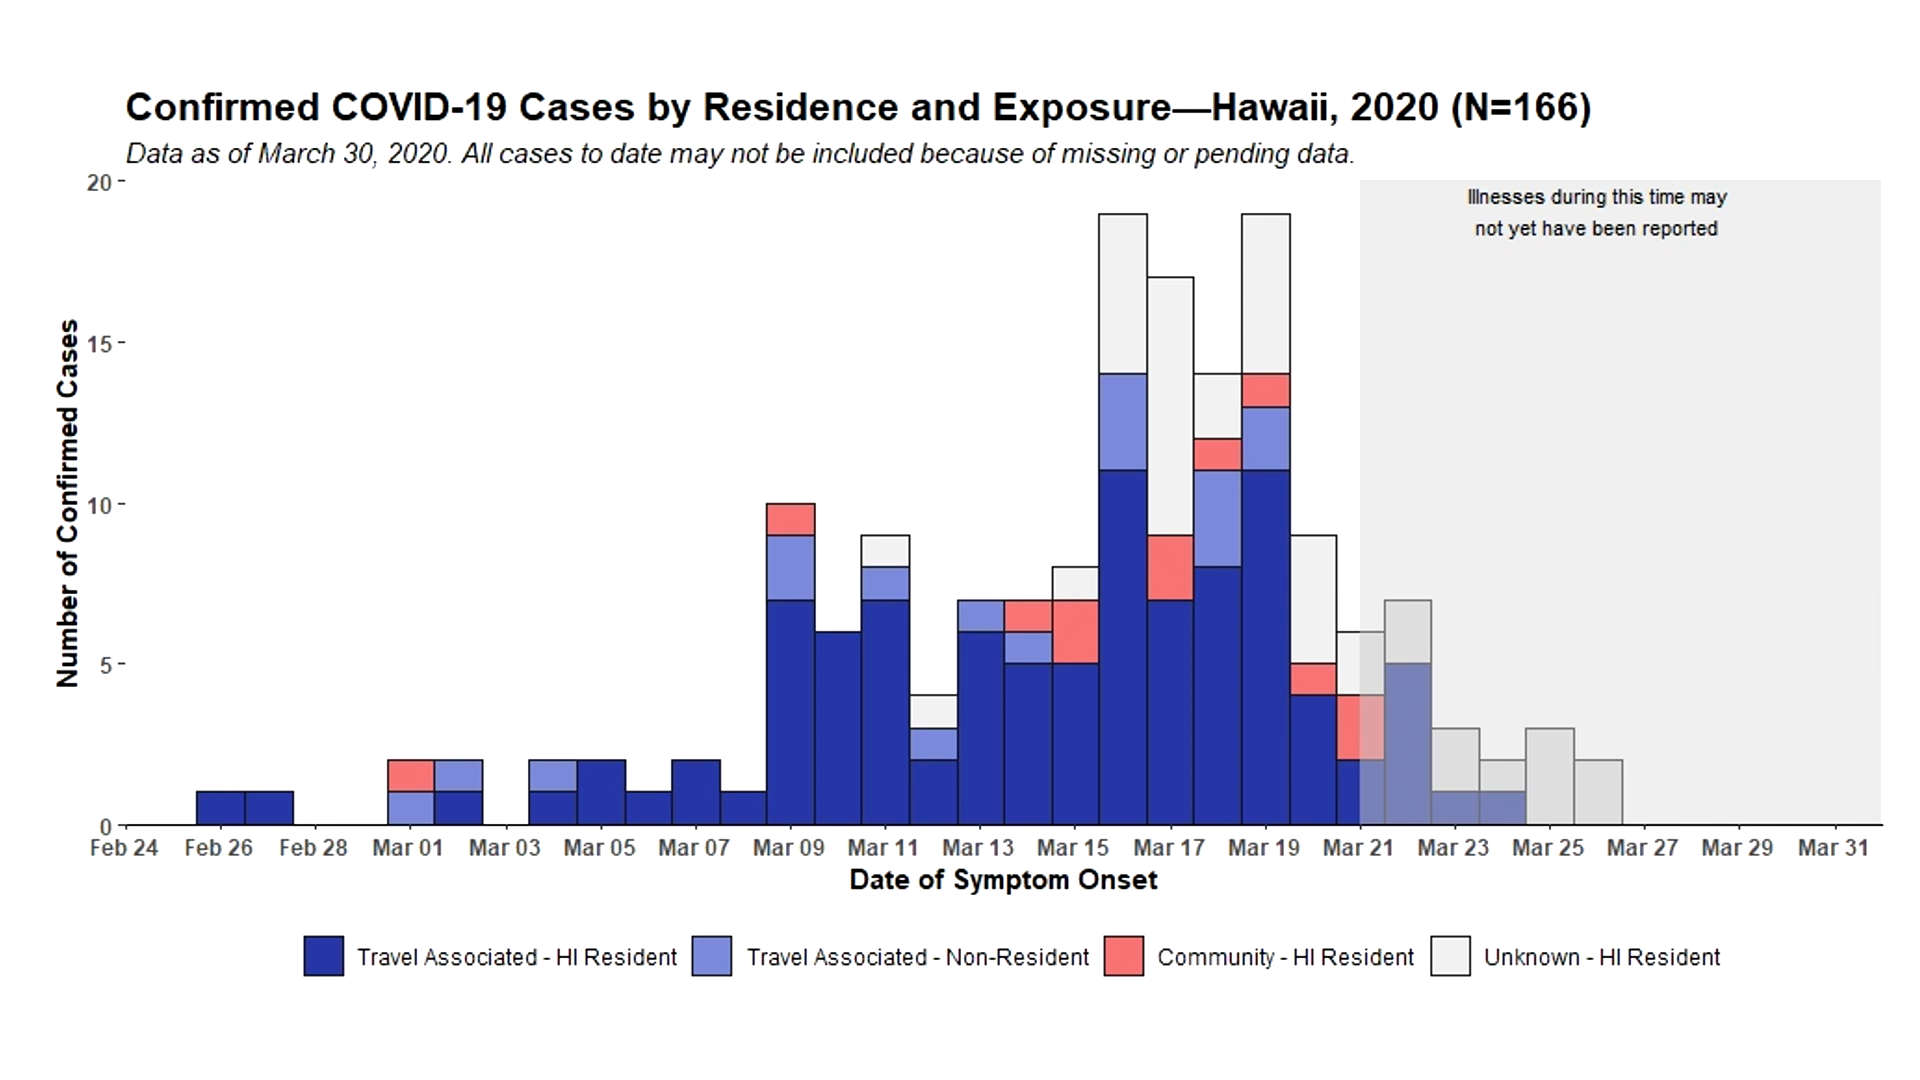 Confirmed COVID-19 Cases by Residence and Exposure—Hawaii, 2020 (N=166)
Data as of March 30, 2020. All cases to date may not be included because of missing or pending data.
Illnesses during this time may
not yet have been reported
Number of Confirmed Cases
20
15
10
5
0
Feb 24 Feb 26 Feb 28 Mar 01 Mar 03 Mar 05 Mar 07 Mar 09 Mar 11 Mar 13 Mar 15 Mar 17 Mar 19 Mar 21 Mar 23 Mar 25 Mar 27 Mar 29 Mar 31
Date of Symptom Onset
Travel Associated - HI Resident Travel Associated - Non-Resident Community - HI Resident Unknown - HI Resident